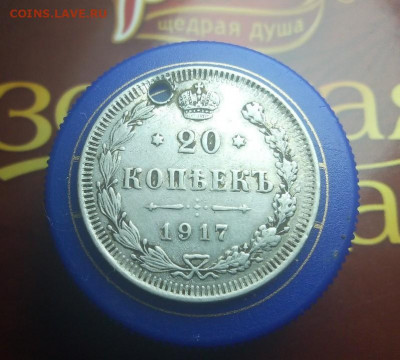 COINS.LAVE.RU
щедрая душа
20
КОПѢЕКЪ
1917